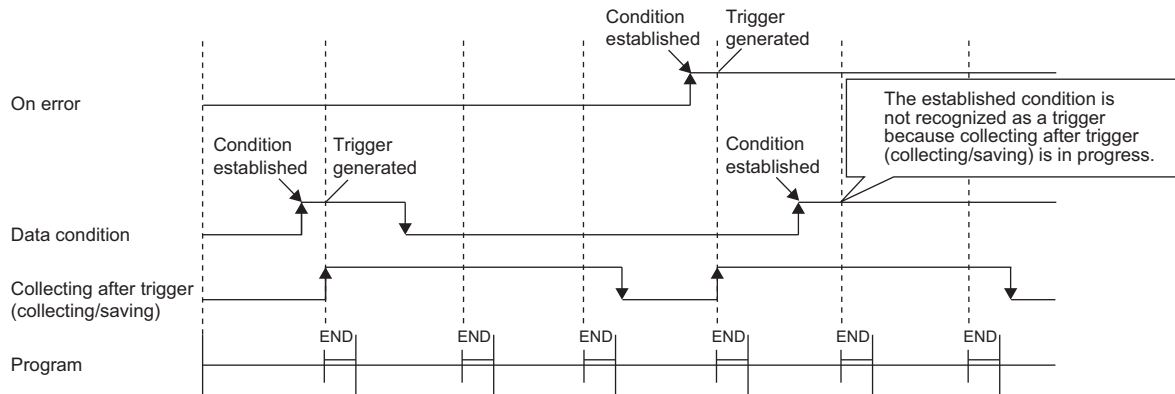 Condition
established
Trigger
generated
On error
The established condition is
not recognized as a trigger
because collecting after trigger
(collecting/saving) is in progress.
Condition
established
Trigger
generated
Condition
established
Data condition
Collecting after trigger
(collecting/saving)
END
END
END
END
END
END
Program